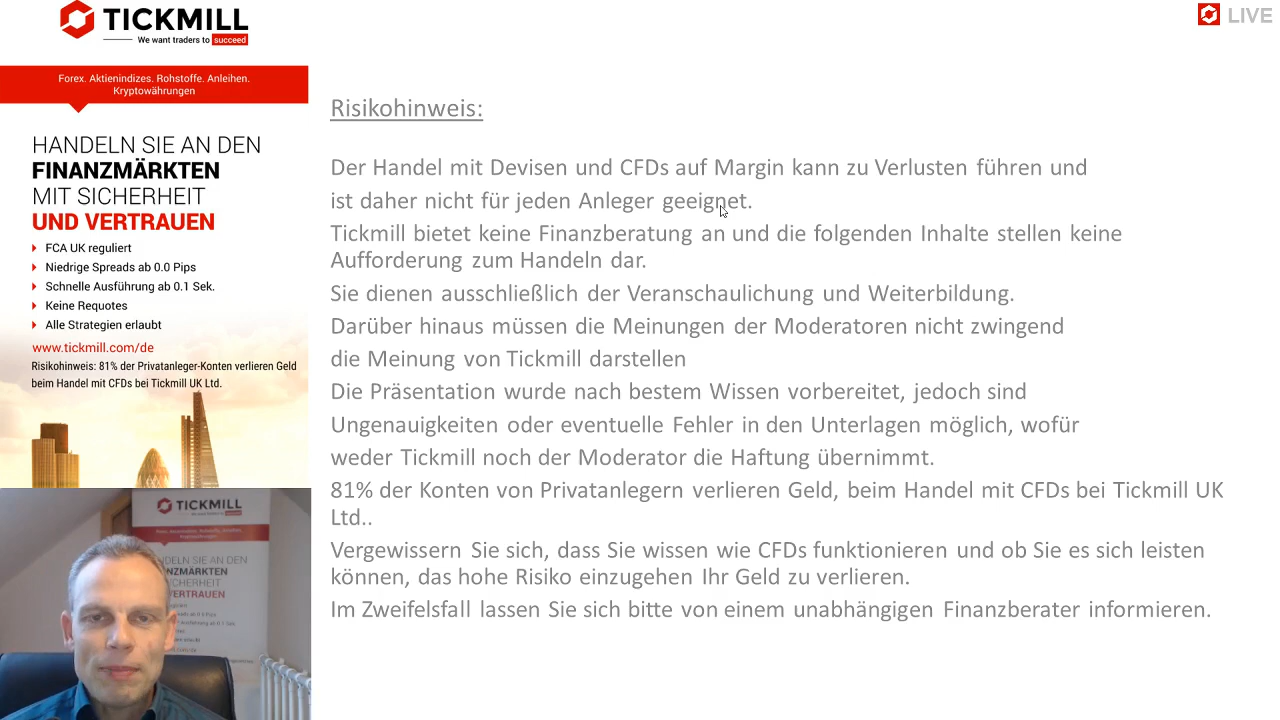 TICKMILL
We want traders to succeed
Forex. Aktienindizes. Rohstoffe. Anleihen.
Kryptowährungen
HANDELN SIE AN DEN
FINANZMÄRKTEN
MIT SICHERHEIT
UND VERTRAUEN
FCA UK reguliert
Niedrige Spreads ab 0.0 Pips
Schnelle Ausführung ab 0.1 Sek.
Keine Requotes
Alle Strategien erlaubt
www.tickmill.com/de
Risikohinweis: 81% der Privatanleger-Konten verlieren Geld
beim Handel mit CFDs bei Tickmill UK Ltd.
LIVE
Risikohinweis:
Der Handel mit Devisen und CFDs auf Margin kann zu Verlusten führen und
ist daher nicht für jeden Anleger geeignet.
Tickmill bietet keine Finanzberatung an und die folgenden Inhalte stellen keine
Aufforderung zum Handeln dar.
Sie dienen ausschließlich der Veranschaulichung und Weiterbildung.
Darüber hinaus müssen die Meinungen der Moderatoren nicht zwingend
die Meinung von Tickmill darstellen
Die Präsentation wurde nach bestem Wissen vorbereitet, jedoch sind
Ungenauigkeiten oder eventuelle Fehler in den Unterlagen möglich, wofür
weder Tickmill noch der Moderator die Haftung übernimmt.
81% der Konten von Privatanlegern verlieren Geld, beim Handel mit CFDs bei Tickmill UK
Ltd..
Vergewissern Sie sich, dass Sie wissen wie CFDs funktionieren und ob Sie es sich leisten
können, das hohe Risiko einzugehen Ihr Geld zu verlieren.
Im Zweifelsfall lassen Sie sich bitte von einem unabhängigen Finanzberater informieren.
TICKMILL